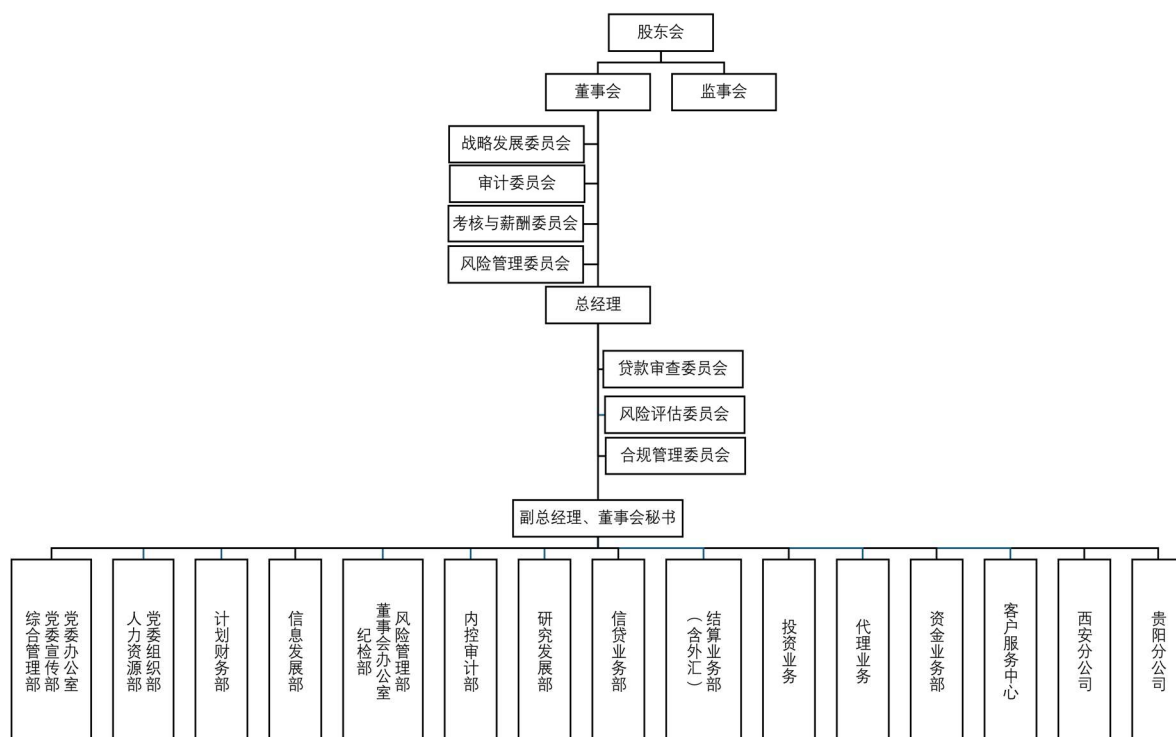 股东会
董事会
监事会
战略发展委员会
审计委员会
考核与薪酬委员会
风险管理委员会
总经理
贷款审查委员会
风险评估委员会
合规管理委员会
副总经理、董事会秘书
党委办公室
党委宣传部
综合管理部
党委组织部
人力资源部
计划财务部
信息发展部
风险管理部
董事会办公室
纪检部
内控审计部
研究发展部
信贷业务部
结算业务部
（含外汇）
投资业务
代理业务
资金业务部
客户服务中心
西安分公司
贵阳分公司